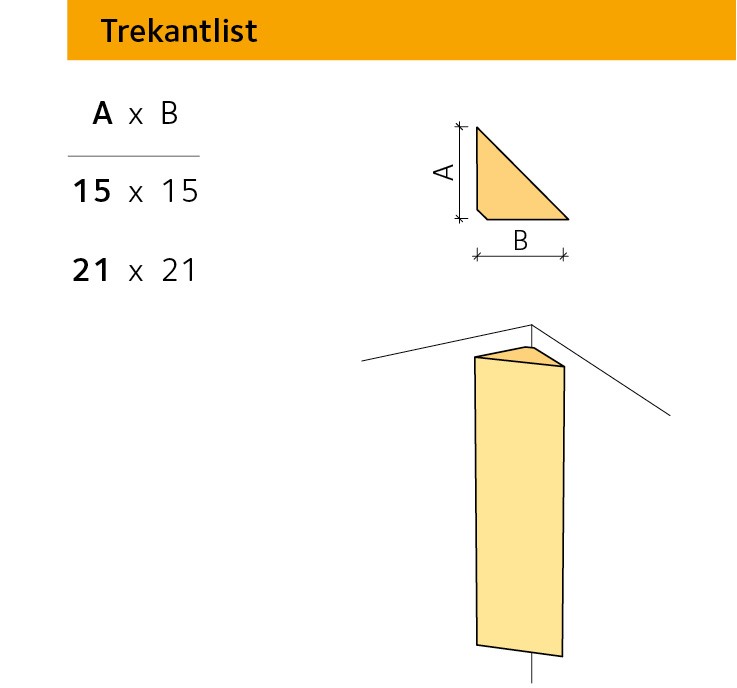 Trekantlist
A x B
15 x 15
21 x 21
A
B